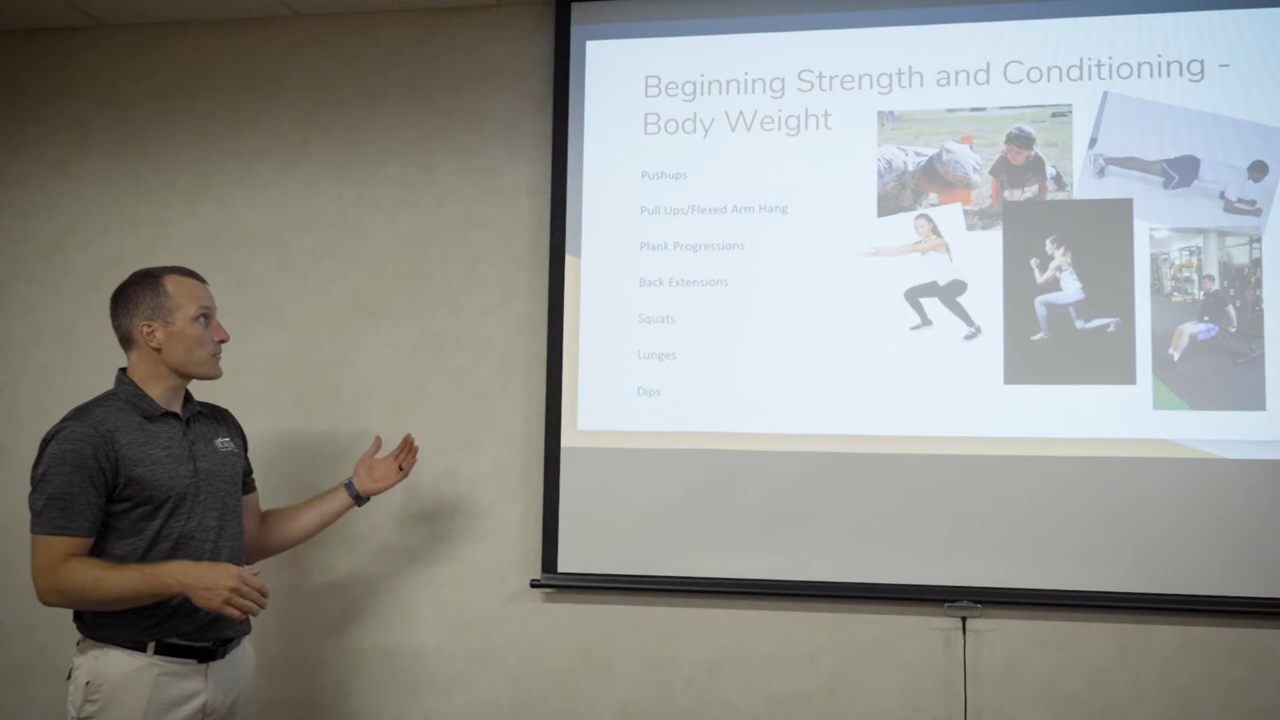 Beginning Strength and Conditioning -
Body Weight
Pushups
Pull Ups/Flexed Arm Hang
Plank Progressions
Back Extensions
Squats
Lunges
Dips